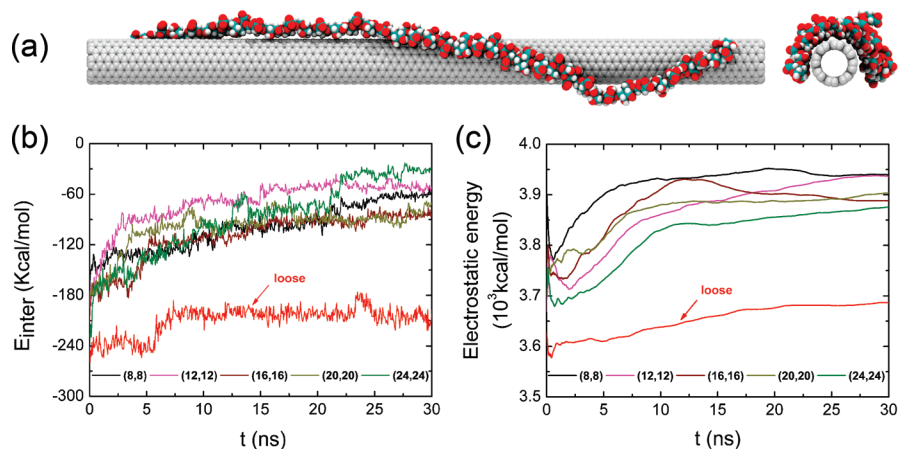 (a)
(b)
0
-60
-120
-180
-240
-300
E_inter (Kcal/mol)
loose
(8,8) (12,12) (16,16) (20,20) (24,24)
0 5 10 15 20 25 30
t (ns)
(c)
4.0
3.9
3.8
3.7
3.6
3.5
Electrostatic energy
(10³kcal/mol)
loose
(8,8) (12,12) (16,16) (20,20) (24,24)
0 5 10 15 20 25 30
t (ns)